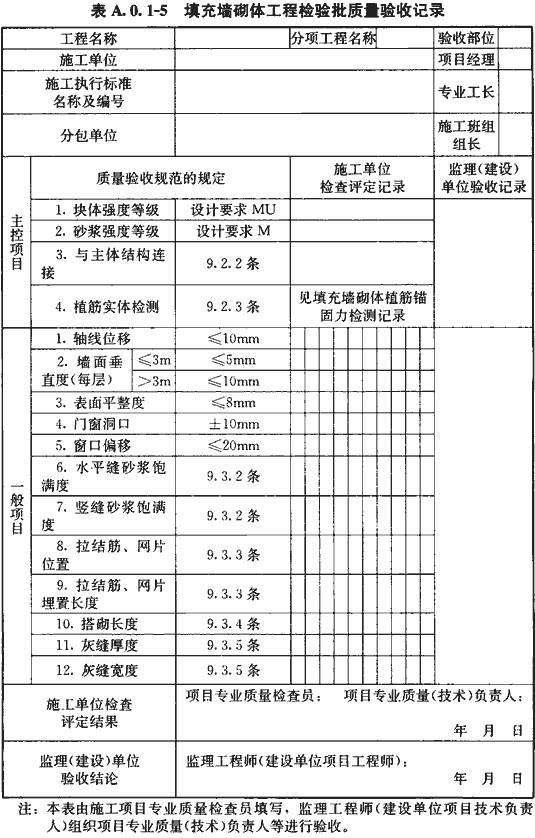 表 A.0.1-5 填充墙砌体工程检验批质量验收记录
工程名称 分项工程名称 验收部位
施工单位 项目经理
施工执行标准
名称及编号 专业工长
分包单位 施工班组
组长
主控项目
质量验收规范的规定 施工单位
检查评定记录 监理(建设)
单位验收记录
1. 块体强度等级 设计要求 MU
2. 砂浆强度等级 设计要求 M
3. 与主体结构连
接 9.2.2 条
4. 植筋实体检测 9.2.3 条 见填充墙砌体植筋锚
固力检测记录
一般项目
1. 轴线位移 ≤10mm
2. 墙面垂
直度(每层) ≤3m ≤5mm
>3m ≤10mm
3. 表面平整度 ≤8mm
4. 门窗洞口 ±10mm
5. 窗口偏移 ≤20mm
6. 水平缝砂浆饱
满度 9.3.2 条
7. 竖缝砂浆饱满
度 9.3.2 条
8. 拉结筋、网片
位置 9.3.3 条
9. 拉结筋、网片
埋置长度 9.3.3 条
10. 搭砌长度 9.3.4 条
11. 灰缝厚度 9.3.5 条
12. 灰缝宽度 9.3.5 条
施工单位检查
评定结果 项目专业质量检查员: 项目专业质量(技术)负责人:
年 月 日
监理(建设)单位
验收结论 监理工程师(建设单位项目工程师):
年 月 日
注: 本表由施工项目专业质量检查员填写,监理工程师(建设单位项目技术负责
人)组织项目专业质量(技术)负责人等进行验收。